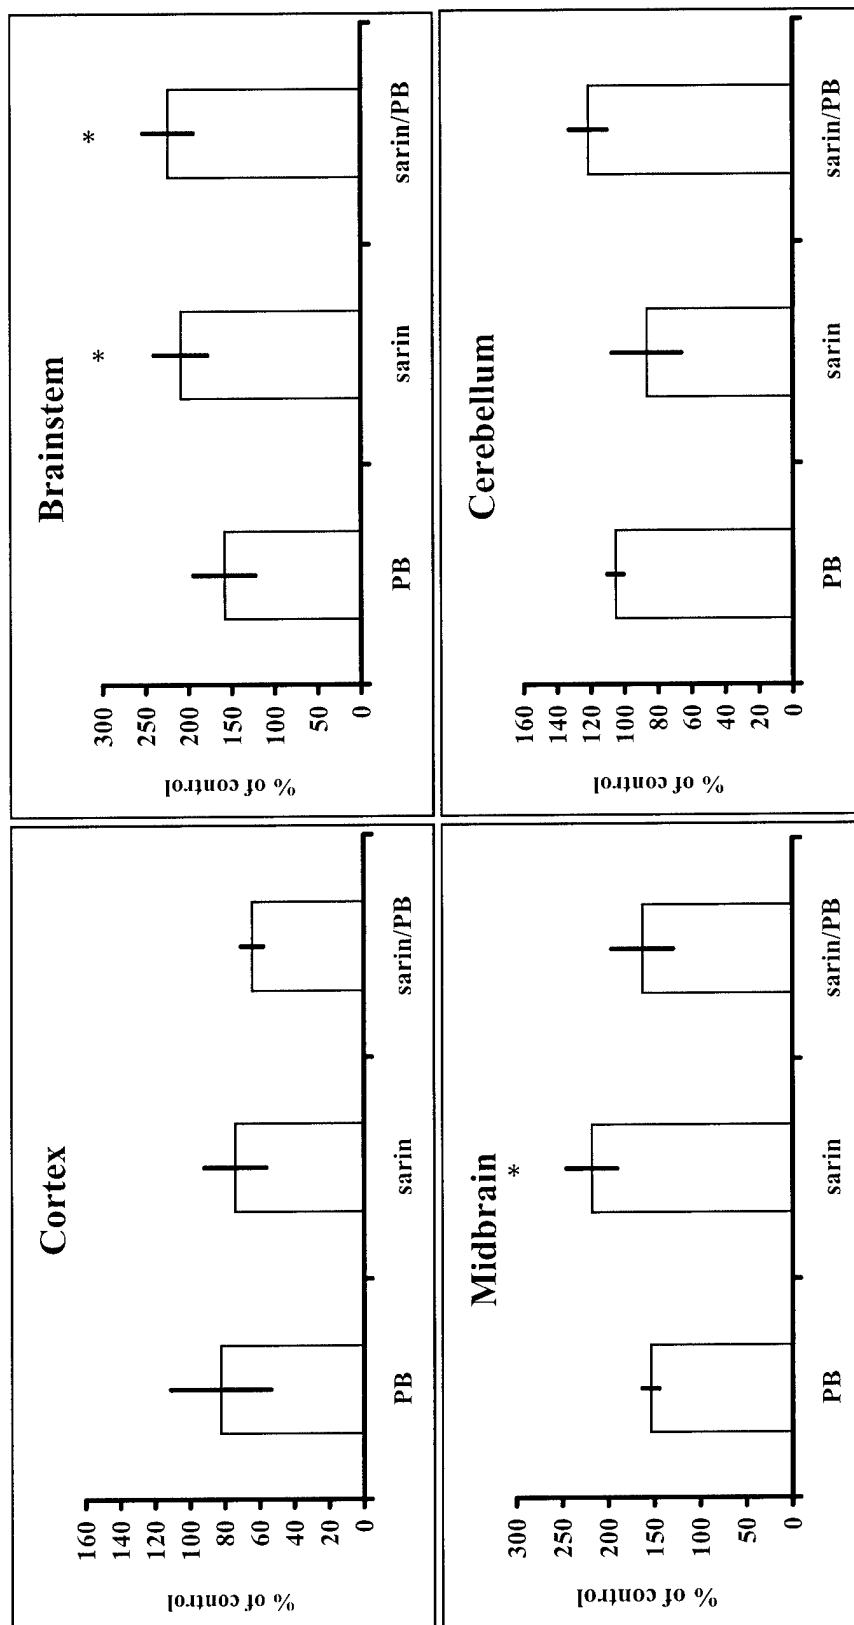 Cortex
% of control
160
140
120
100
80
60
40
20
0
PB
sarin
sarin/PB
Brainstem
% of control
300
250
200
150
100
50
0
*
*
PB
sarin
sarin/PB
Midbrain
% of control
300
250
200
150
100
50
0
*
PB
sarin
sarin/PB
Cerebellum
% of control
160
140
120
100
80
60
40
20
0
PB
sarin
sarin/PB